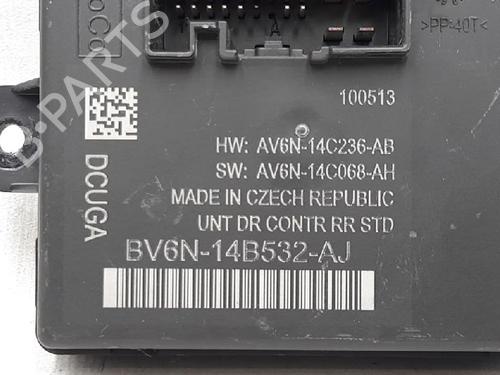 FoMoCo
A
>PP-40T<
100513
HW: AV6N-14C236-AB
SW: AV6N-14C068-AH
MADE IN CZECH REPUBLIC
UNT DR CONTR RR STD
DCUGA
BV6N-14B532-AJ
B-PARTS